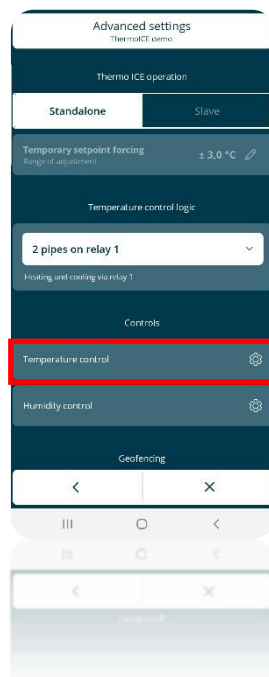 Advanced settings
ThermoICE demo
Thermo ICE operation
Standalone
Slave
Temporary setpoint forcing
± 3,0 °C
Range of adjustment
Temperature control logic
2 pipes on relay 1
Heating and cooling via relay 1
Controls
Temperature control
Humidity control
Geofencing